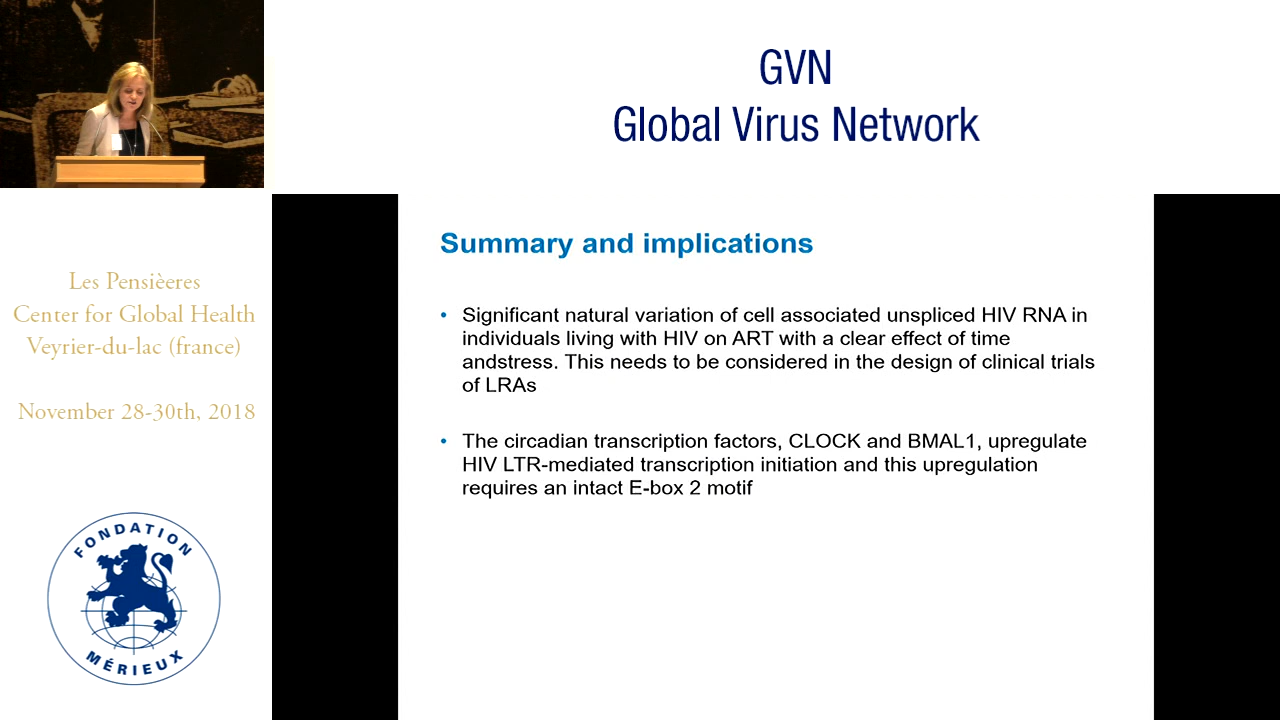 GVN
Global Virus Network
Les Pensièeres
Center for Global Health
Veyrier-du-lac (france)
November 28-30th, 2018
FONDATION
MÉRIEUX
Summary and implications
• Significant natural variation of cell associated unspliced HIV RNA in
individuals living with HIV on ART with a clear effect of time
andstress. This needs to be considered in the design of clinical trials
of LRAs
• The circadian transcription factors, CLOCK and BMAL1, upregulate
HIV LTR-mediated transcription initiation and this upregulation
requires an intact E-box 2 motif